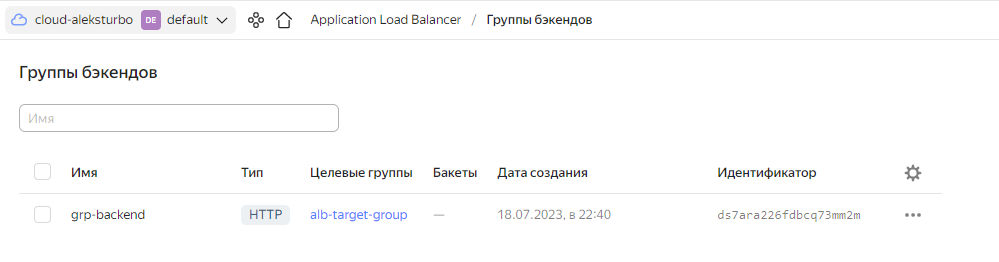 cloud-aleksturbo DE default Application Load Balancer / Группы бэкендов
Группы бэкендов
Имя
Имя Тип Целевые группы Бакеты Дата создания Идентификатор
grp-backend HTTP alb-target-group — 18.07.2023, в 22:40 ds7ara226fdbcq73mm2m